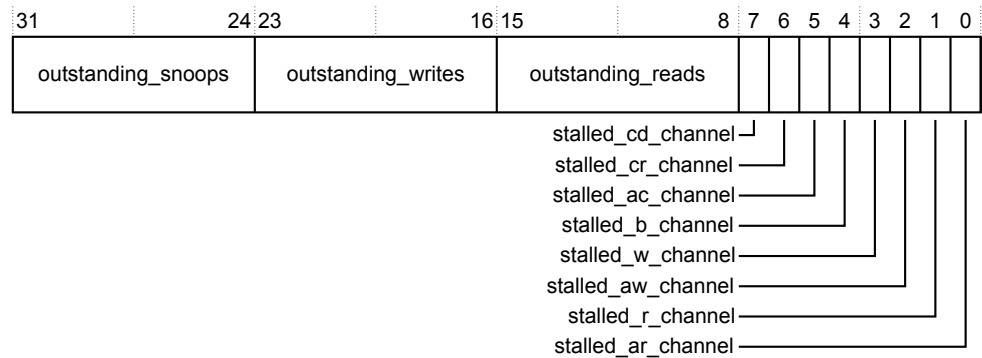 31 24 23 16 15 8 7 6 5 4 3 2 1 0
outstanding_snoops outstanding_writes outstanding_reads
stalled_cd_channel
stalled_cr_channel
stalled_ac_channel
stalled_b_channel
stalled_w_channel
stalled_aw_channel
stalled_r_channel
stalled_ar_channel